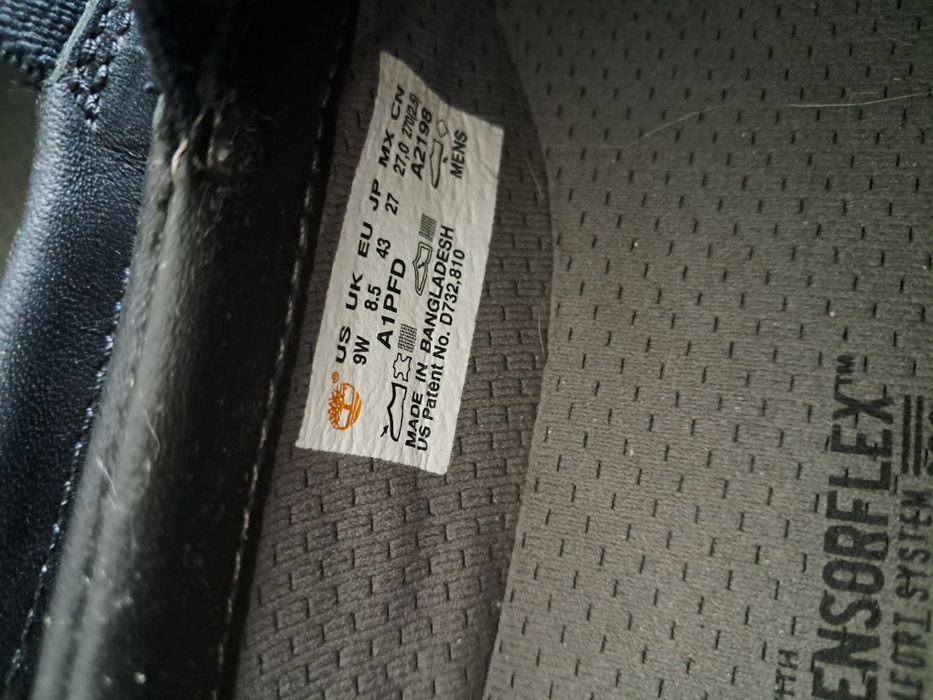 US UK EU JP MX CN
9W 8.5 43 27 27.0 270(2.5)
A1PFD A2198
MENS
MADE IN BANGLADESH
US Patent No. D732,810
ENSORFLEX™
SYSTEM